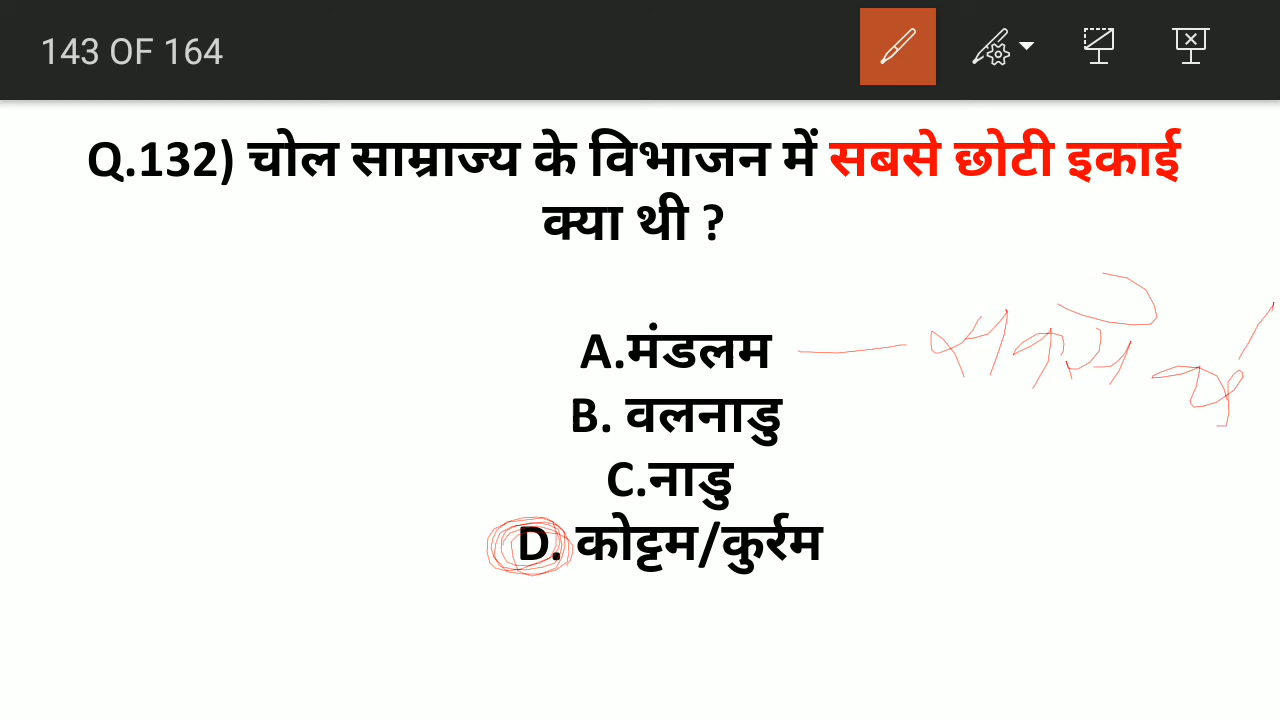 143 OF 164
Q.132) चोल साम्राज्य के विभाजन में सबसे छोटी इकाई
क्या थी ?
A.मंडलम
B. वलनाडु
C.नाडु
D. कोट्टम/कुर्रम